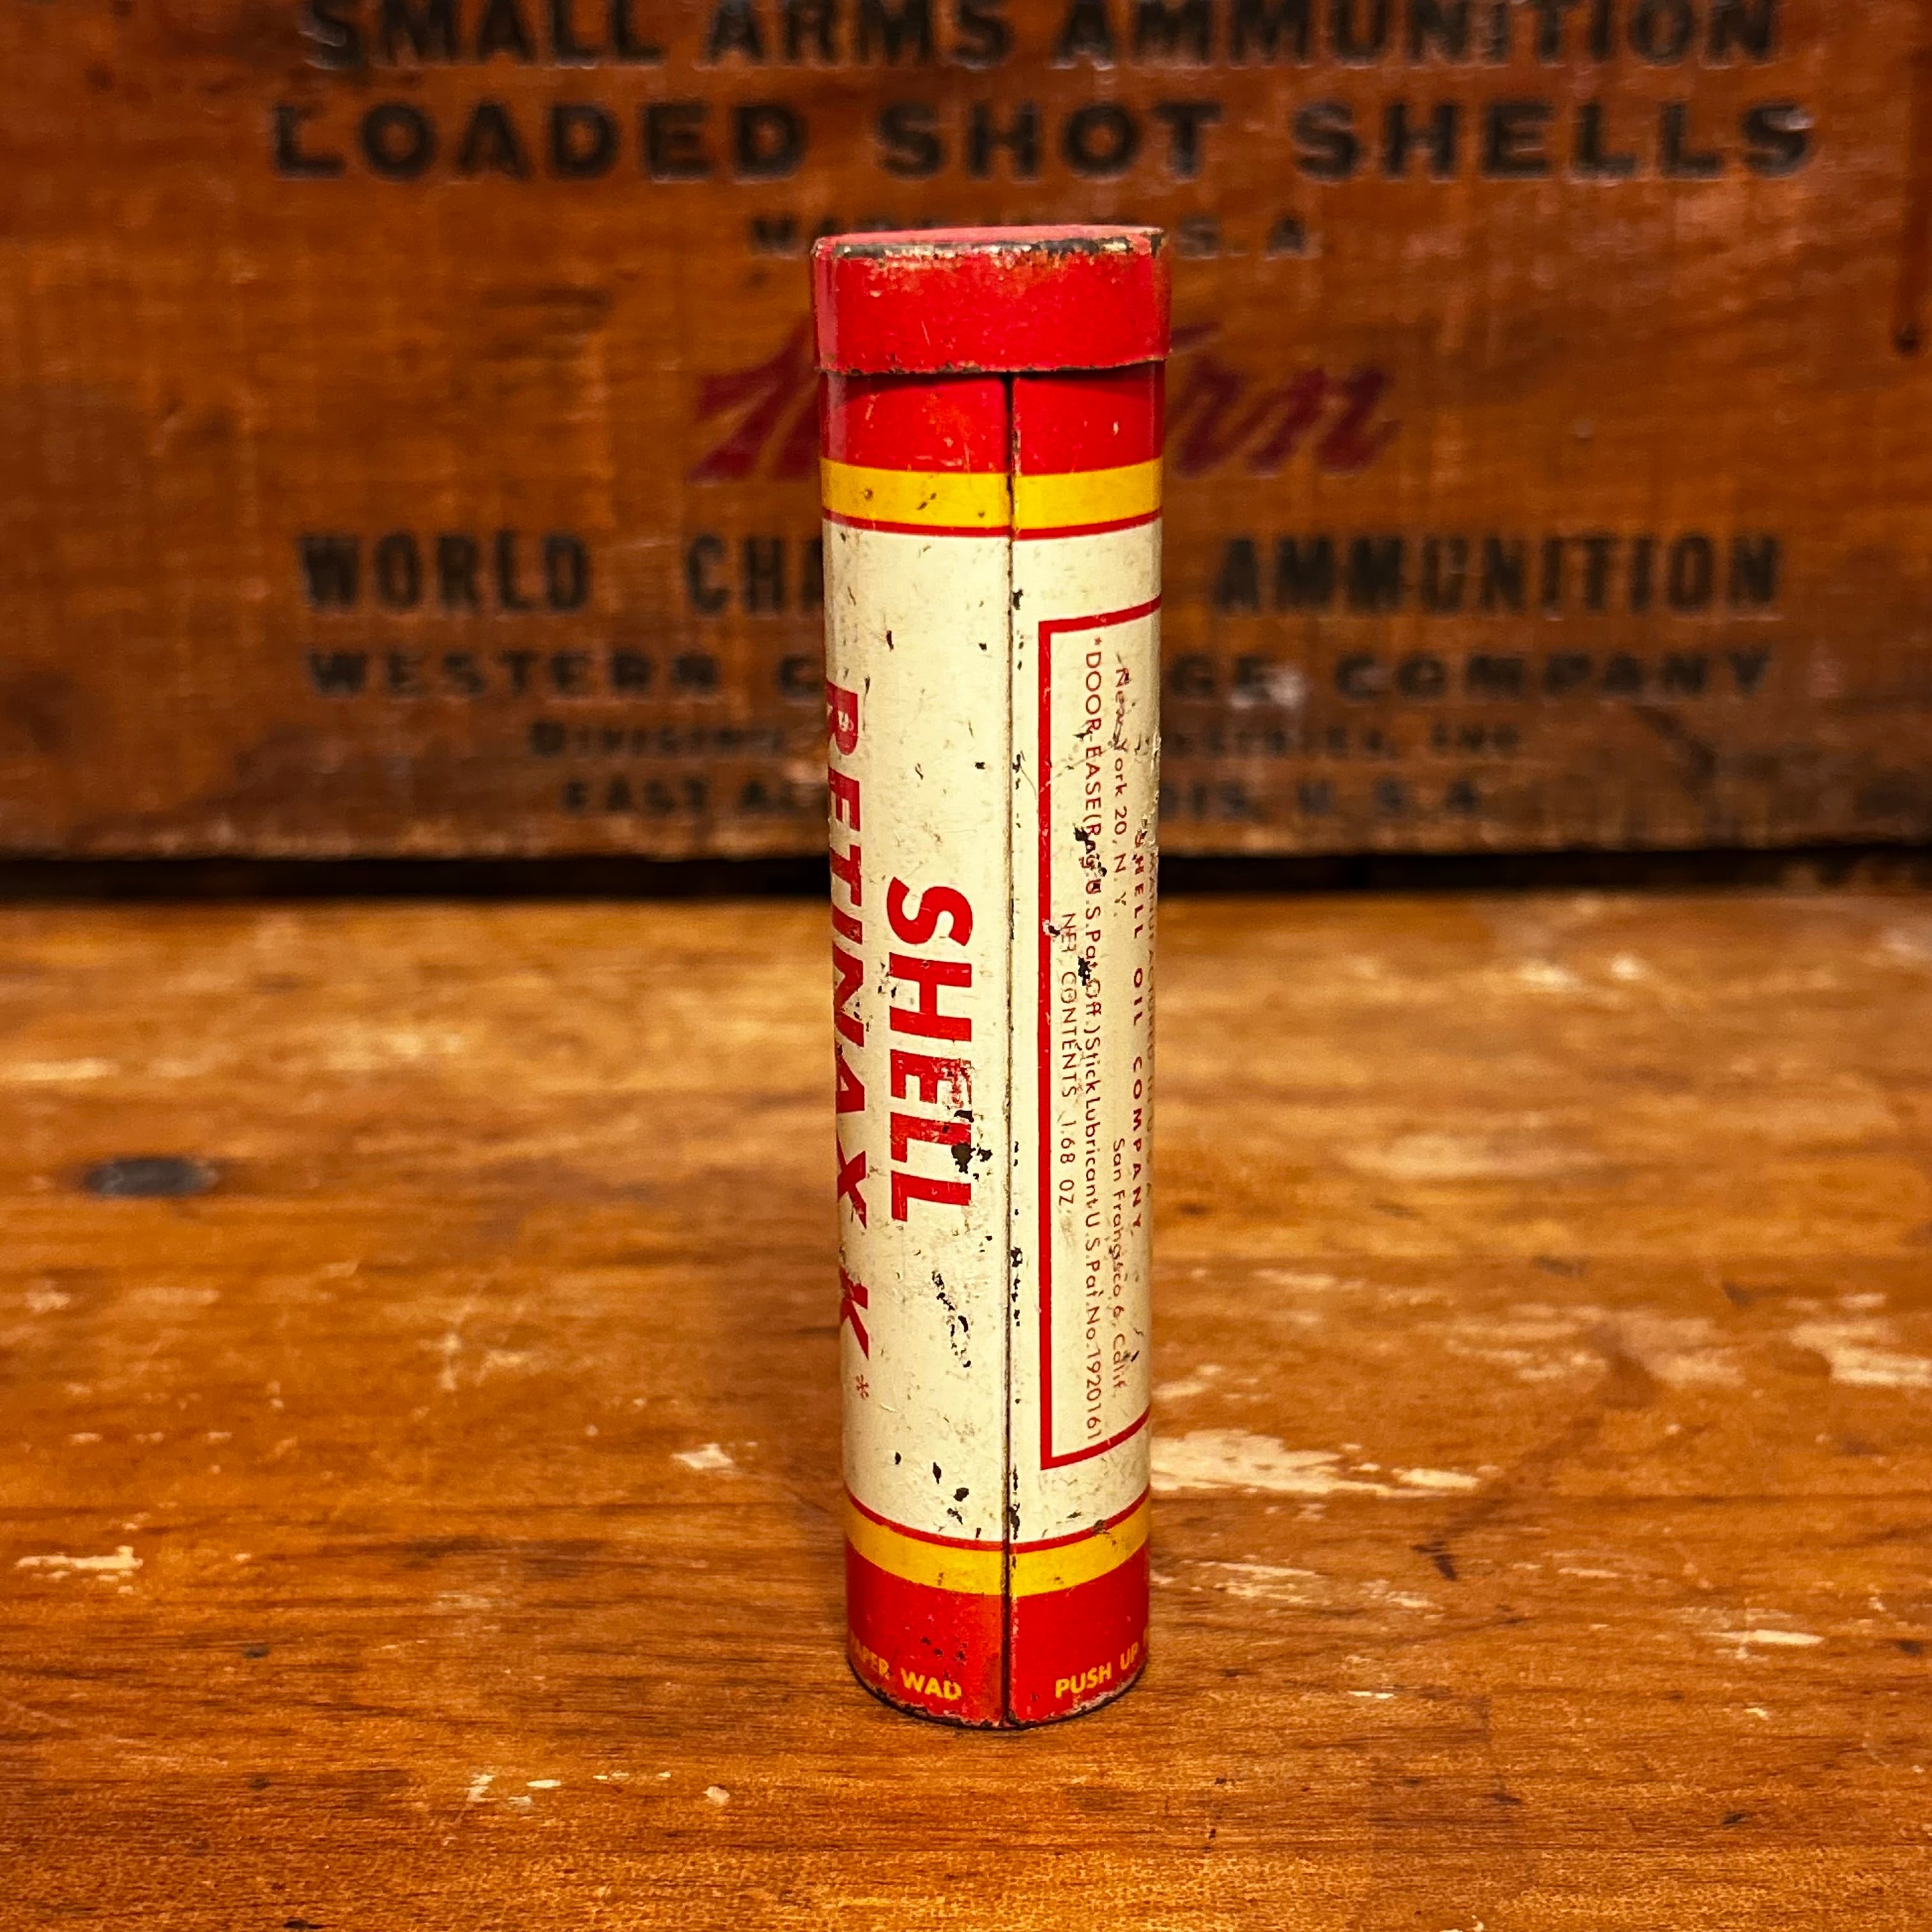 SMALL ARMS AMMUNITION
LOADED SHOT SHELLS
S. A.
WORLD AMMUNITION
WESTERN COMPANY
SHELL
RETINAX K*
SHELL OIL COMPANY
New York 20, N. Y. San Francisco 6, Calif.
*DOOR-EASE (Reg. U.S. Pat. Off.) Stick Lubricant U.S. Pat. No. 1920161
NET CONTENTS 1.68 OZ.
WAD
PUSH UP